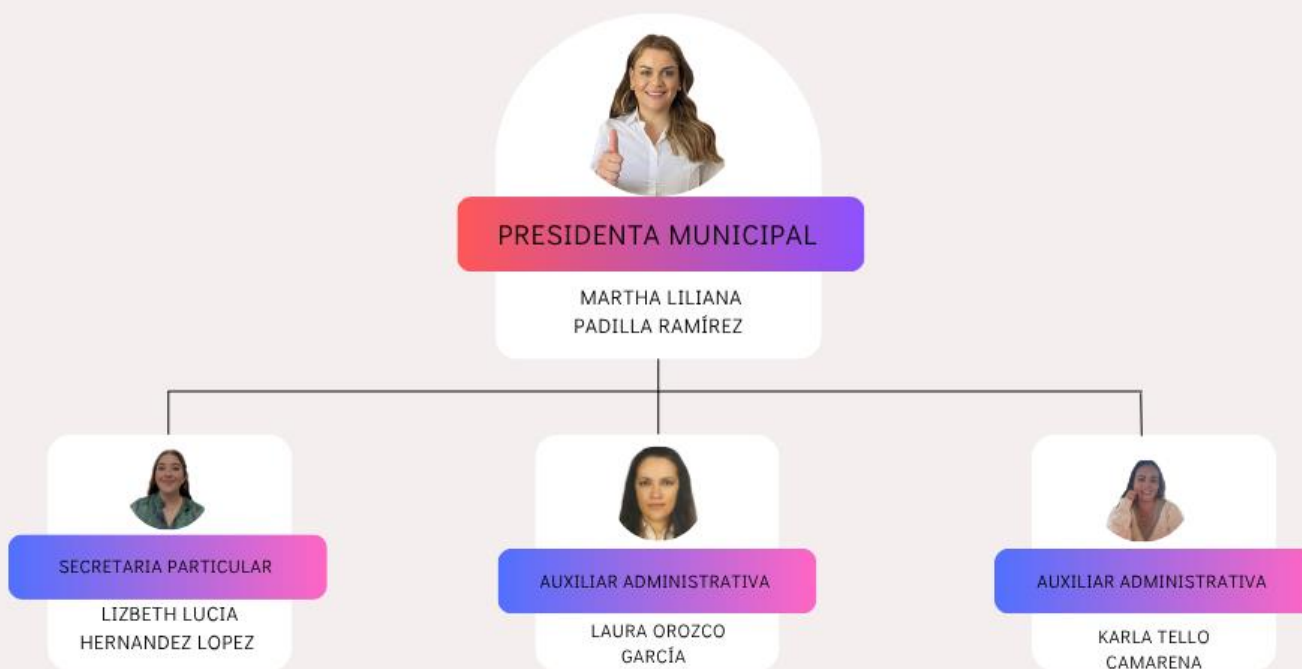 PRESIDENTA MUNICIPAL
MARTHA LILIANA
PADILLA RAMÍREZ
SECRETARIA PARTICULAR
LIZBETH LUCIA
HERNANDEZ LOPEZ
AUXILIAR ADMINISTRATIVA
LAURA OROZCO
GARCÍA
AUXILIAR ADMINISTRATIVA
KARLA TELLO
CAMARENA